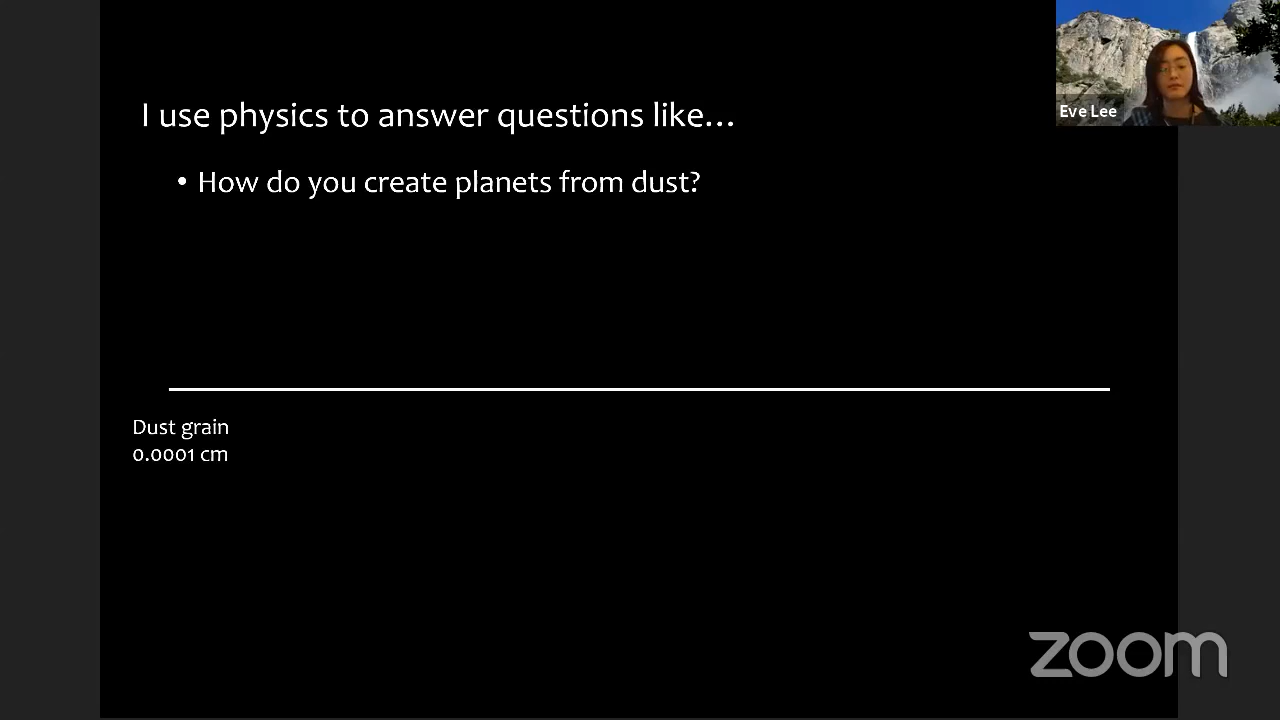 I use physics to answer questions like…
• How do you create planets from dust?
Eve Lee
Dust grain
0.0001 cm
zoom